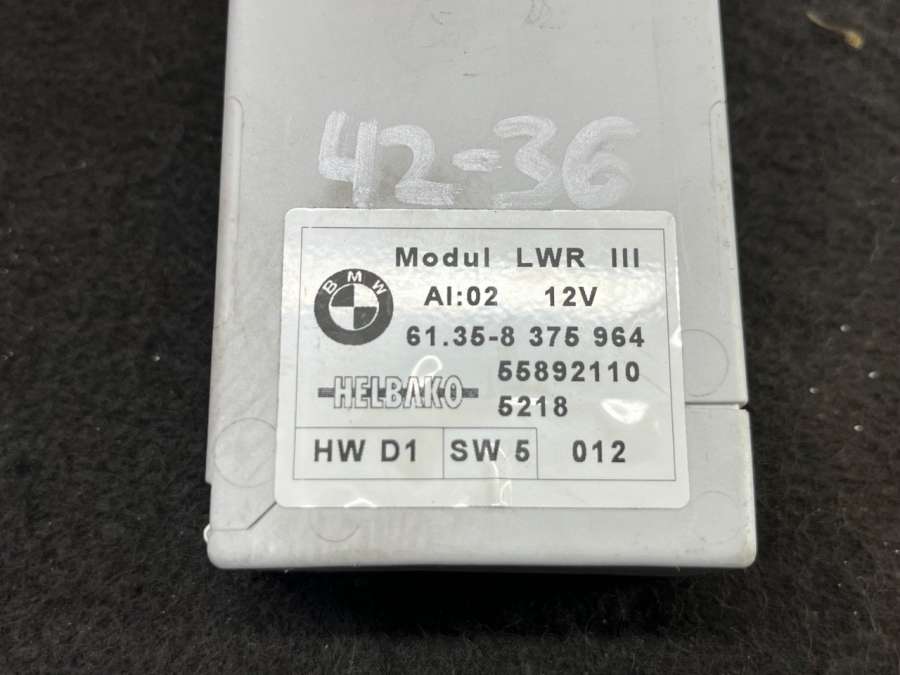 42-36
Modul LWR III
BMW
AI:02 12V
61.35-8 375 964
55892110
HELBAKO
5218
HW D1 SW 5 012